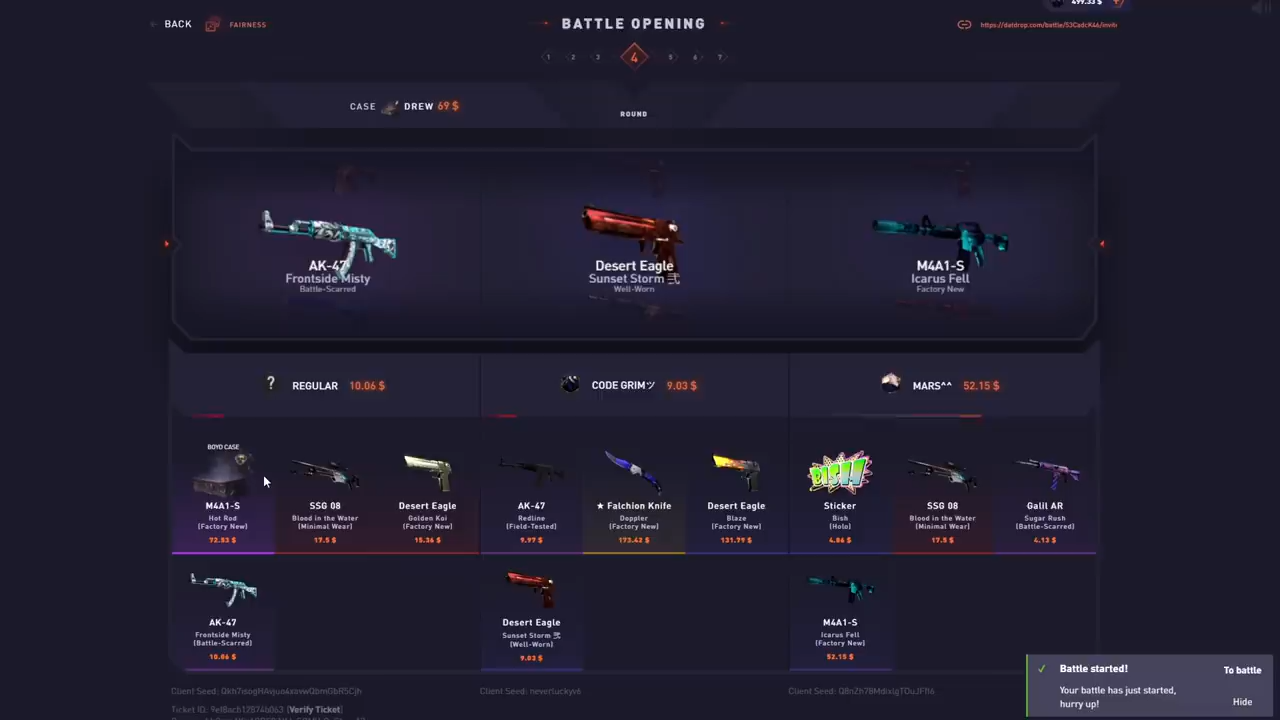 499.33 $
BACK
FAIRNESS
BATTLE OPENING
1 2 3 4 5 6 7
CASE DREW 69 $
ROUND
AK-47
Frontside Misty
Battle-Scarred
Desert Eagle
Sunset Storm 弐
Well-Worn
M4A1-S
Icarus Fell
Factory New
? REGULAR 10.06 $
CODE GRIMツ 9.03 $
MARS^^ 52.15 $
BOYD CASE
M4A1-S
Hot Rod
(Factory New)
72.53 $
SSG 08
Blood in the Water
(Minimal Wear)
17.5 $
Desert Eagle
Golden Koi
(Factory New)
15.36 $
AK-47
Redline
(Field-Tested)
9.97 $
★ Falchion Knife
Doppler
(Factory New)
173.42 $
Desert Eagle
Blaze
(Factory New)
131.79 $
BISH
Sticker
Bish
(Holo)
4.86 $
SSG 08
Blood in the Water
(Minimal Wear)
17.5 $
Galil AR
Sugar Rush
(Battle-Scarred)
4.13 $
AK-47
Frontside Misty
(Battle-Scarred)
10.06 $
Desert Eagle
Sunset Storm 弐
(Well-Worn)
9.03 $
M4A1-S
Icarus Fell
(Factory New)
52.15 $
Client Seed:
Client Seed: neverluckyv6
Client Seed:
Ticket ID:
(Verify Ticket)
Battle started!
To battle
Your battle has just started,
hurry up!
Hide